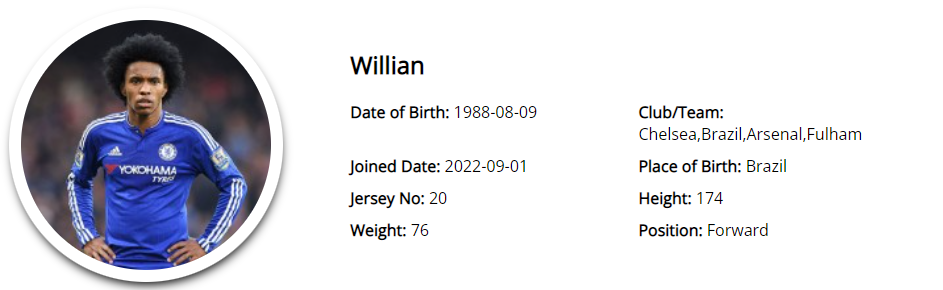 Willian
Date of Birth: 1988-08-09
Club/Team:
Chelsea,Brazil,Arsenal,Fulham
Joined Date: 2022-09-01
Place of Birth: Brazil
Jersey No: 20
Height: 174
Weight: 76
Position: Forward
adidas
YOKOHAMA
TYRES